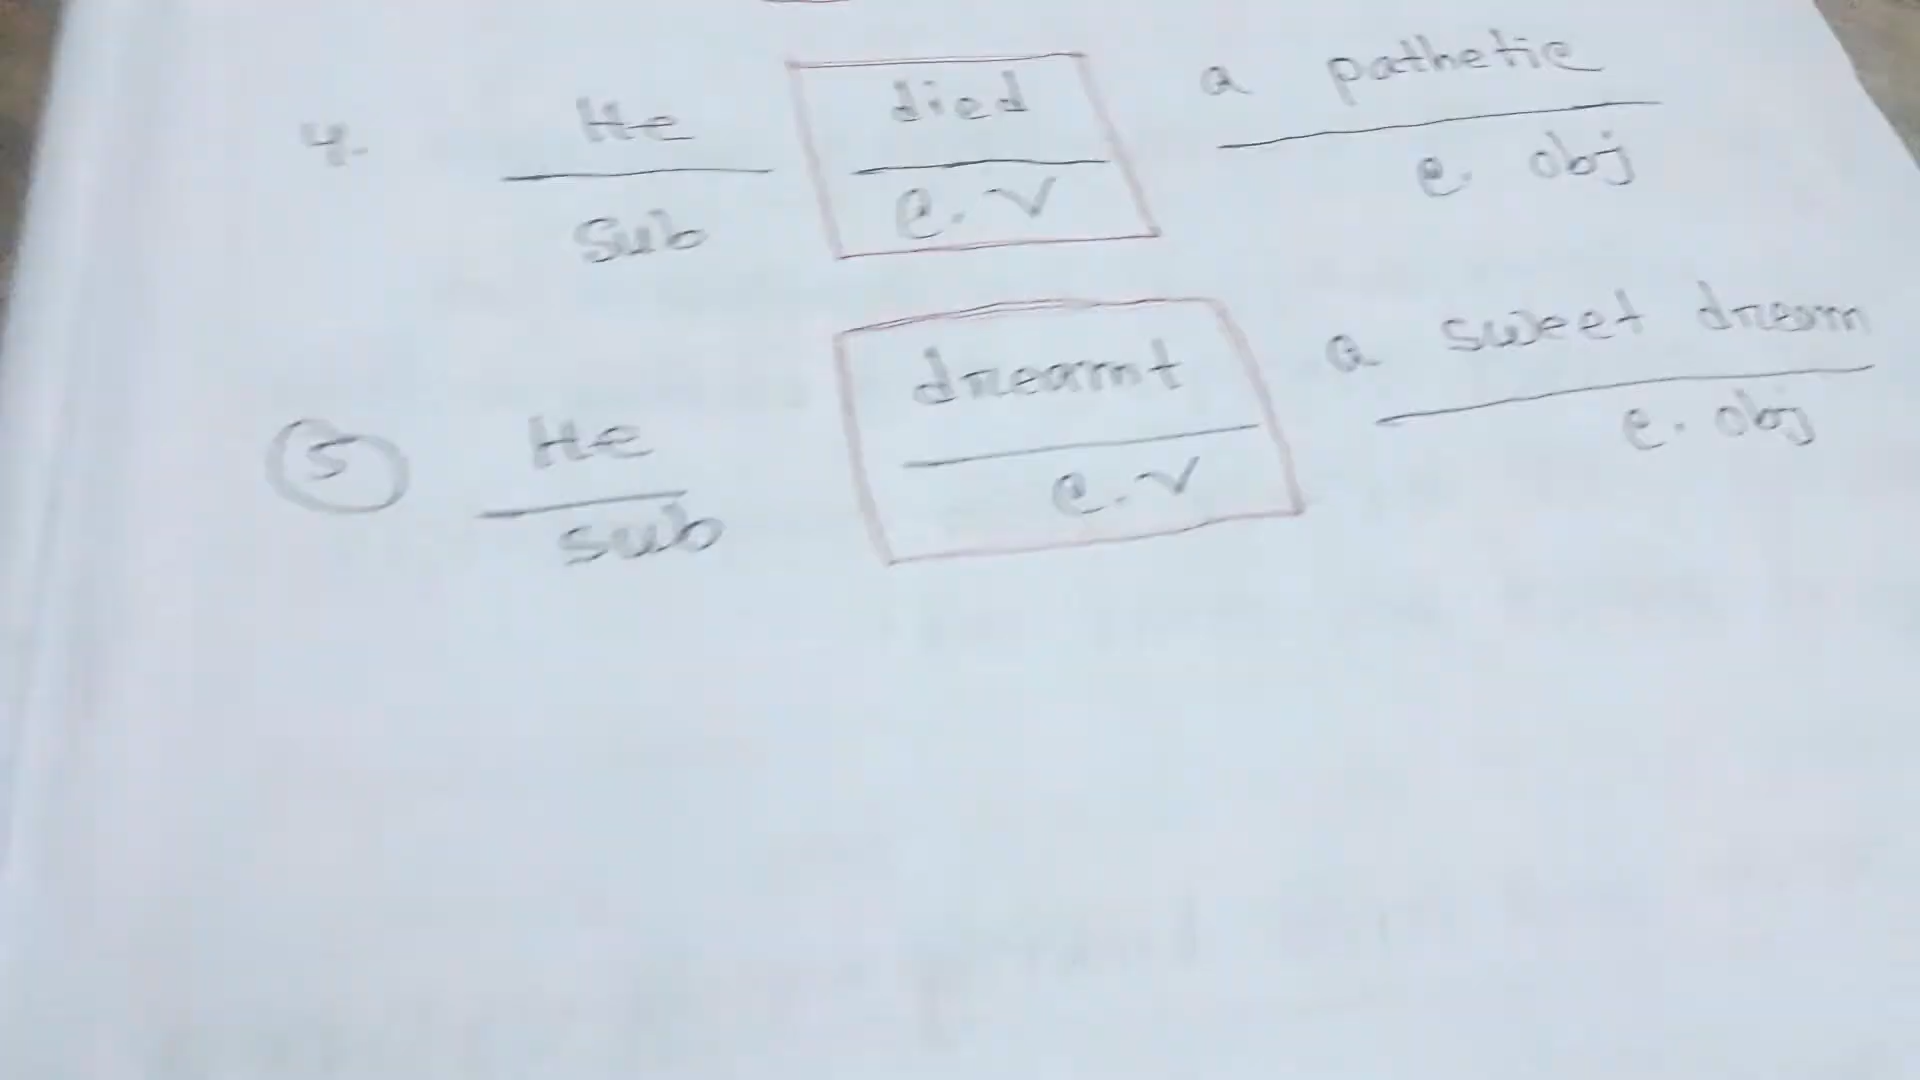 4. He died a pathetic
Sub e.v e. obj
5 He dreamt a sweet dream
sub e.v e. obj